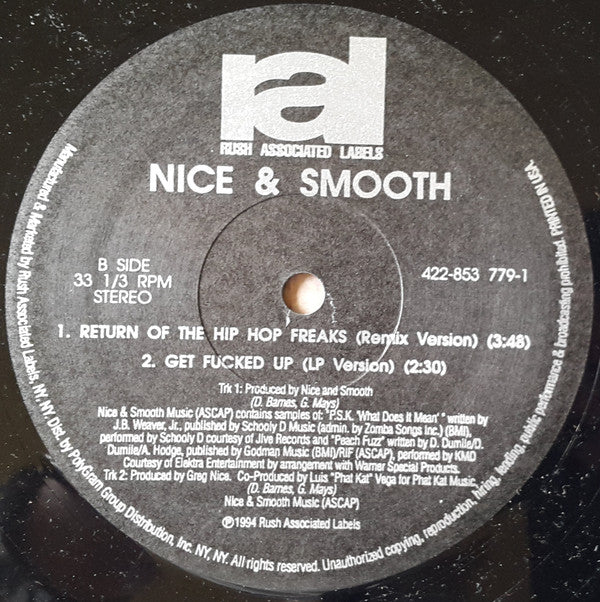 ral
RUSH ASSOCIATED LABELS
NICE & SMOOTH
B SIDE
33 1/3 RPM
STEREO
422-853 779-1
1. RETURN OF THE HIP HOP FREAKS (Remix Version) (3:48)
2. GET FUCKED UP (LP Version) (2:30)
Trk 1: Produced by Nice and Smooth
(D. Barnes, G. Mays)
Nice & Smooth Music (ASCAP) contains samples of: "P.S.K. 'What Does It Mean' " written by
J.B. Weaver, Jr., published by Schooly D Music (admin. by Zomba Songs Inc.) (BMI),
performed by Schooly D courtesy of Jive Records and "Peach Fuzz" written by D. Dumile/D.
Dumile/A. Hodge, published by Godman Music (BMI)/RIF (ASCAP), performed by KMD
Courtesy of Elektra Entertainment by arrangement with Warner Special Products.
Trk 2: Produced by Greg Nice. Co-Produced by Luis "Phat Kat" Vega for Phat Kat Music,
(D. Barnes, G. Mays)
Nice & Smooth Music (ASCAP)
℗1994 Rush Associated Labels
Manufactured & Marketed by Rush Associated Labels, NY, NY Dist. by PolyGram Group Distribution, Inc. NY, NY. All rights reserved. Unauthorized copying, reproduction, hiring, lending, public performance & broadcasting prohibited. PRINTED IN USA.